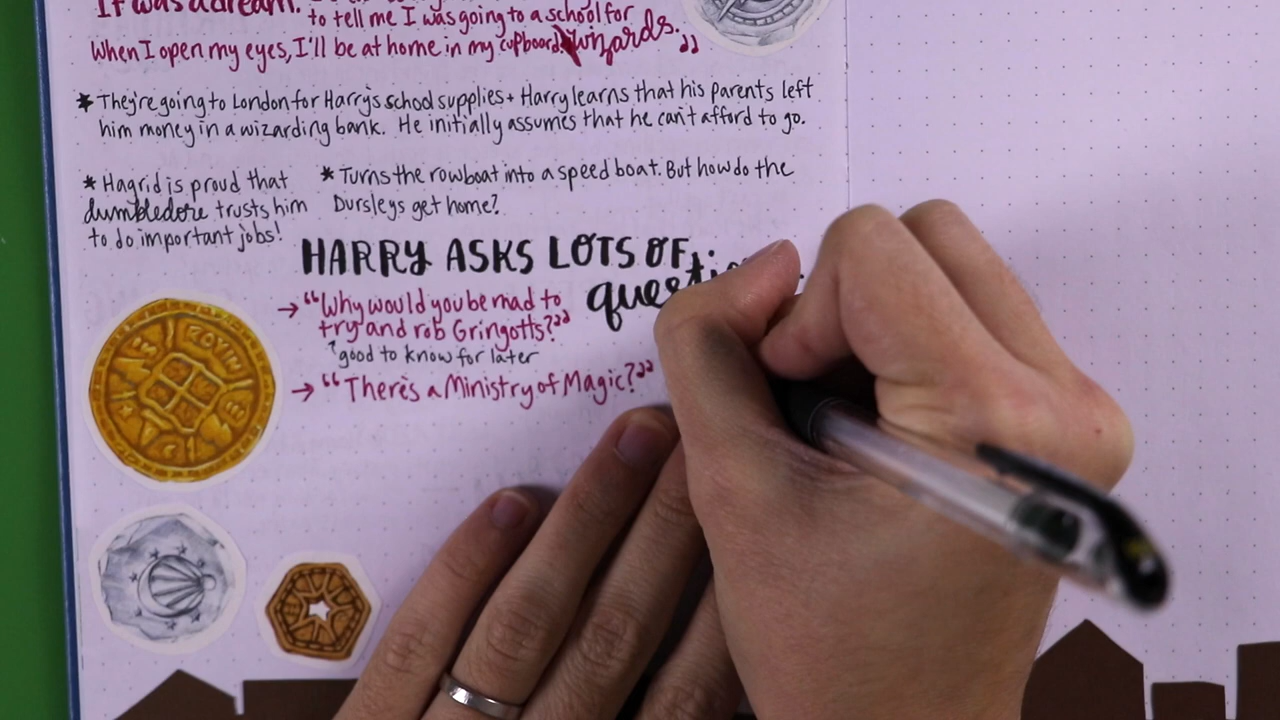 It was a dream.
to tell me I was going to a school for
When I open my eyes, I'll be at home in my cupboard. wizards."
* They're going to London for Harry's school supplies + Harry learns that his parents left
him money in a wizarding bank. He initially assumes that he can't afford to go.
* Hagrid is proud that
dumbledore trusts him
to do important jobs!
* Turns the rowboat into a speed boat. But how do the
Dursleys get home?
HARRY ASKS LOTS OF
→ "Why would you be mad to
try and rob Gringotts?"
↑ good to know for later
→ "There's a Ministry of Magic?"